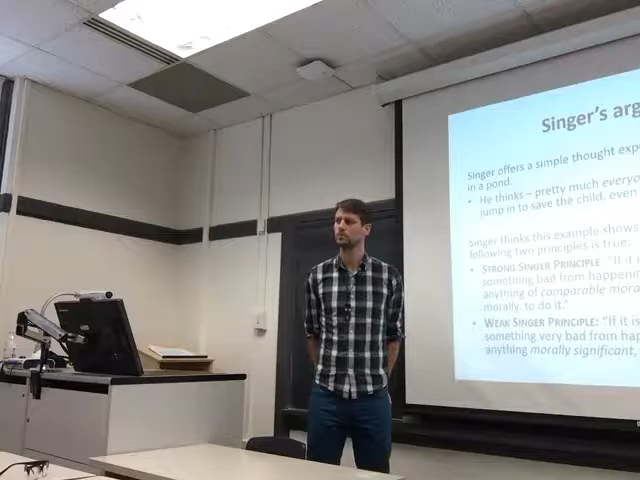 Singer's arg
Singer offers a simple thought exp
in a pond.
• He thinks – pretty much everyo
jump in to save the child, even
Singer thinks this example shows
following two principles is true:
• STRONG SINGER PRINCIPLE "If it i
something bad from happenin
anything of comparable mora
morally, to do it."
• WEAK SINGER PRINCIPLE: "If it is
something very bad from hap
anything morally significant,